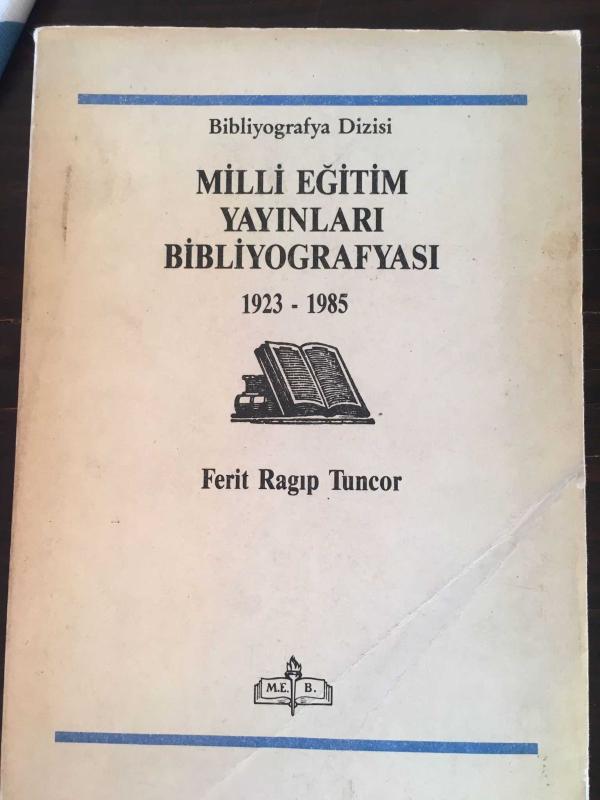 Bibliyografya Dizisi
MİLLİ EĞİTİM
YAYINLARI
BİBLİYOGRAFYASI
1923 - 1985
Ferit Ragıp Tuncor
M.E. B.